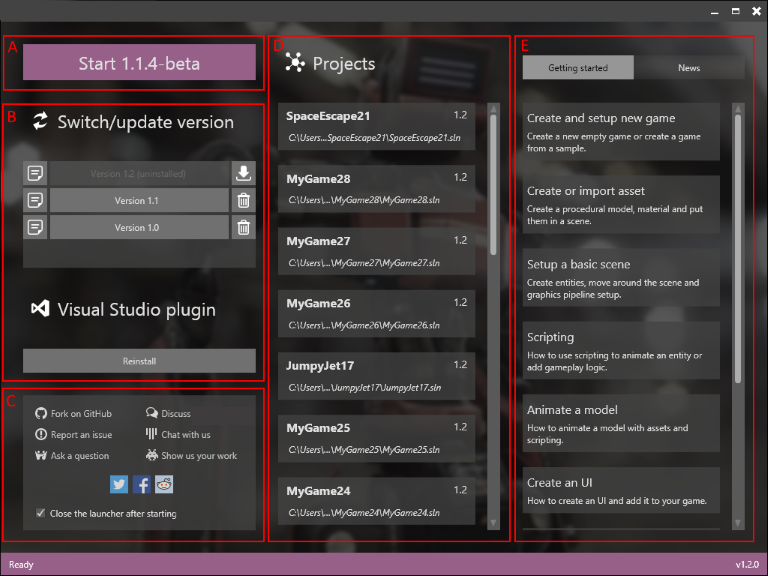 A
Start 1.1.4-beta
B
Switch/update version
Version 1.2 (uninstalled)
Version 1.1
Version 1.0
Visual Studio plugin
Reinstall
C
Fork on GitHub
Discuss
Report an issue
Chat with us
Ask a question
Show us your work
Close the launcher after starting
D
Projects
SpaceEscape21 1.2
C:\Users...SpaceEscape21\SpaceEscape21.sln
MyGame28 1.2
C:\Users\...\MyGame28\MyGame28.sln
MyGame27 1.2
C:\Users\...\MyGame27\MyGame27.sln
MyGame26 1.2
C:\Users\...\MyGame26\MyGame26.sln
JumpyJet17 1.2
C:\Users\...\JumpyJet17\JumpyJet17.sln
MyGame25 1.2
C:\Users\...\MyGame25\MyGame25.sln
MyGame24 1.2
C:\Users\...\MyGame24\MyGame24.sln
E
Getting started
News
Create and setup new game
Create a new empty game or create a game
from a sample.
Create or import asset
Create a procedural model, material and put
them in a scene.
Setup a basic scene
Create entities, move around the scene and
graphics pipeline setup.
Scripting
How to use scripting to animate an entity or
add gameplay logic.
Animate a model
How to animate a model with assets and
scripting.
Create an UI
How to create an UI and add it to your game.
Ready
v1.2.0